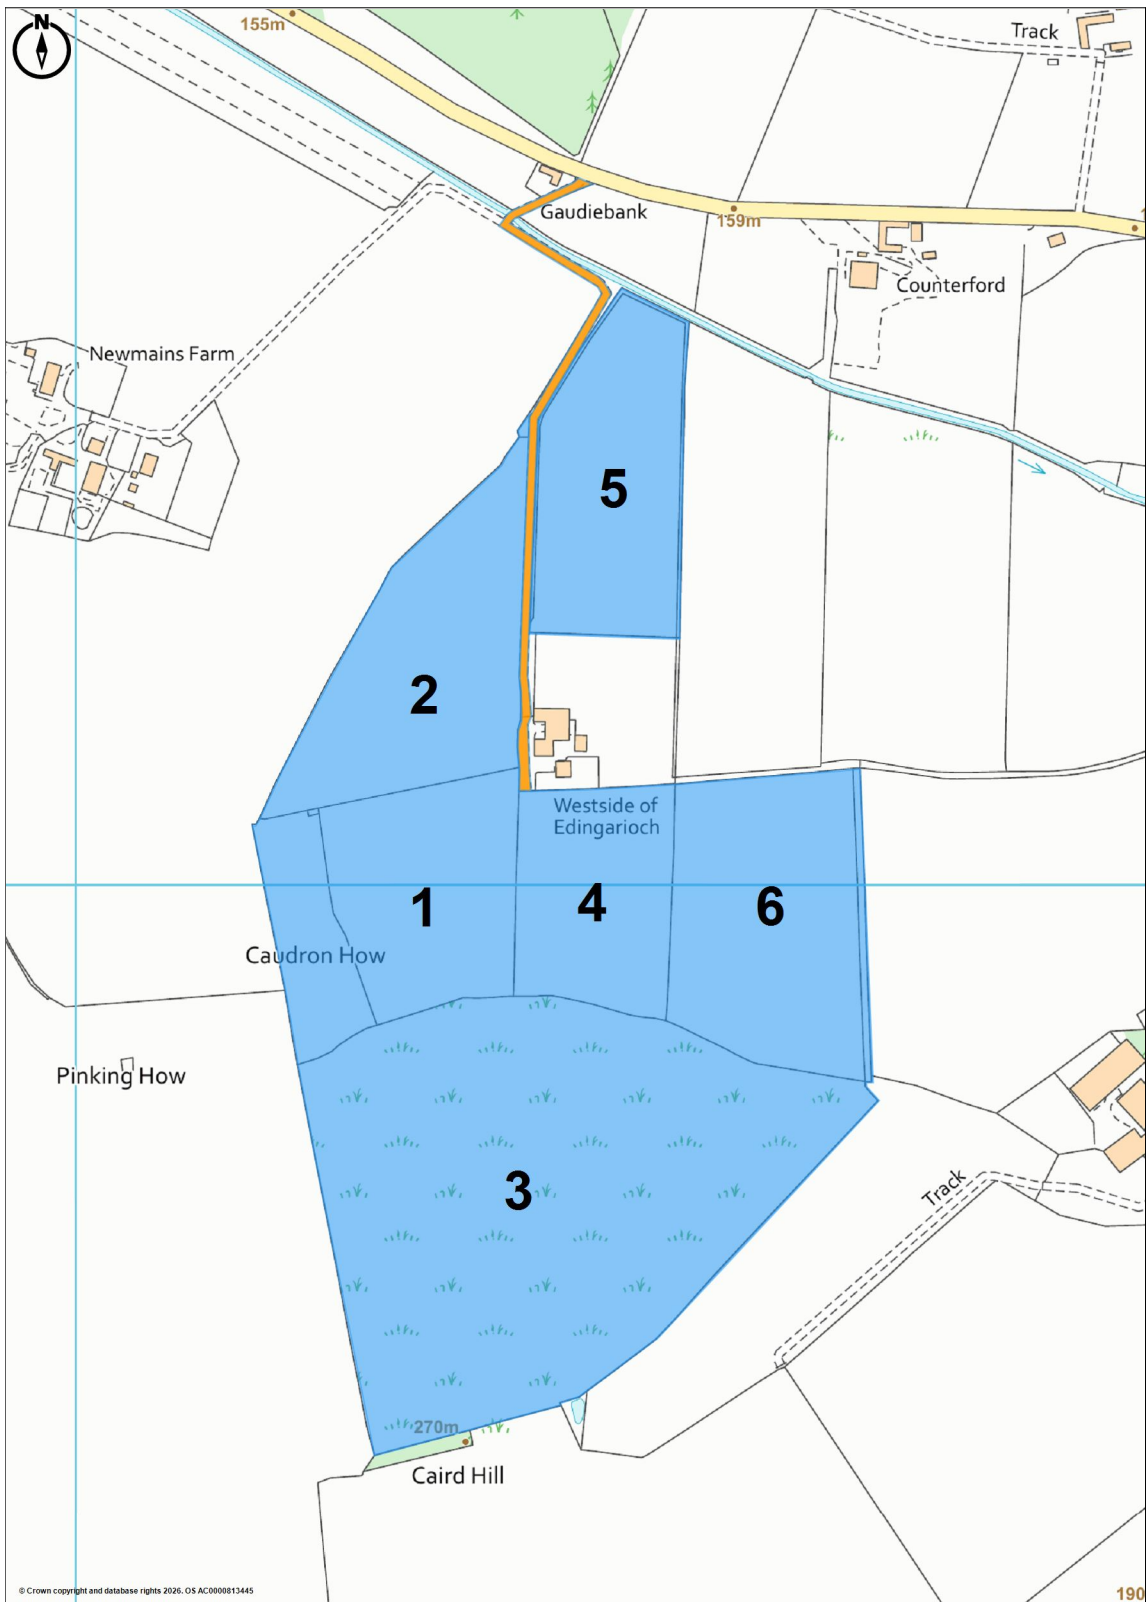 N
155m
Track
Gaudiebank
159m
Counterford
Newmains Farm
5
2
Westside of
Edingarioch
1
4
6
Caudron How
Pinking How
3
Track
270m
Caird Hill
© Crown copyright and database rights 2026. OS AC0000813445
190